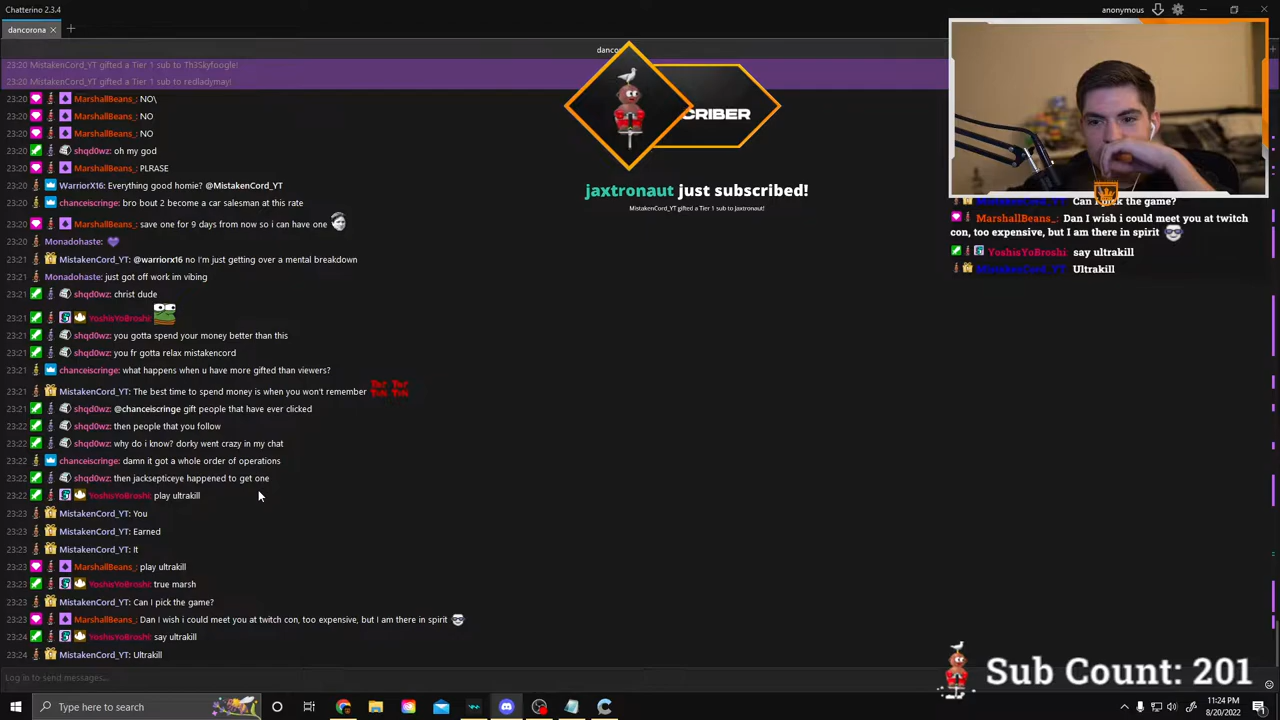 Chatterino 2.3.4
anonymous
dancorona
23:20 MistakenCord_YT gifted a Tier 1 sub to Th3Skyfoogle!
23:20 MistakenCord_YT gifted a Tier 1 sub to redladymay!
23:20 MarshallBeans_: NO\
23:20 MarshallBeans_: NO
23:20 MarshallBeans_: NO
23:20 shqd0wz: oh my god
23:20 MarshallBeans_: PLRASE
23:20 WarriorX16: Everything good homie? @MistakenCord_YT
23:20 chanceiscringe: bro bout 2 become a car salesman at this rate
23:20 MarshallBeans_: save one for 9 days from now so i can have one
23:20 Monadohaste:
23:21 MistakenCord_YT: @warriorx16 no I'm just getting over a mental breakdown
23:21 Monadohaste: just got off work im vibing
23:21 shqd0wz: christ dude
23:21 YoshisYoBroshi:
23:21 shqd0wz: you gotta spend your money better than this
23:21 shqd0wz: you fr gotta relax mistakencord
23:21 chanceiscringe: what happens when u have more gifted than viewers?
23:21 MistakenCord_YT: The best time to spend money is when you won't remember
23:21 shqd0wz: @chanceiscringe gift people that have ever clicked
23:22 shqd0wz: then people that you follow
23:22 shqd0wz: why do i know? dorky went crazy in my chat
23:22 chanceiscringe: damn it got a whole order of operations
23:22 shqd0wz: then jacksepticeye happened to get one
23:22 YoshisYoBroshi: play ultrakill
23:23 MistakenCord_YT: You
23:23 MistakenCord_YT: Earned
23:23 MistakenCord_YT: It
23:23 MarshallBeans_: play ultrakill
23:23 YoshisYoBroshi: true marsh
23:23 MistakenCord_YT: Can I pick the game?
23:23 MarshallBeans_: Dan I wish i could meet you at twitch con, too expensive, but I am there in spirit
23:24 YoshisYoBroshi: say ultrakill
23:24 MistakenCord_YT: Ultrakill
Log in to send messages...
CRIBER
jaxtronaut just subscribed!
MistakenCord_YT gifted a Tier 1 sub to Jaxtronaut!
MistakenCord_YT Can I pick the game?
MarshallBeans_: Dan I wish i could meet you at twitch
con, too expensive, but I am there in spirit
YoshisYoBroshi: say ultrakill
MistakenCord_YT Ultrakill
Sub Count: 201
Type here to search
11:24 PM
8/20/2022